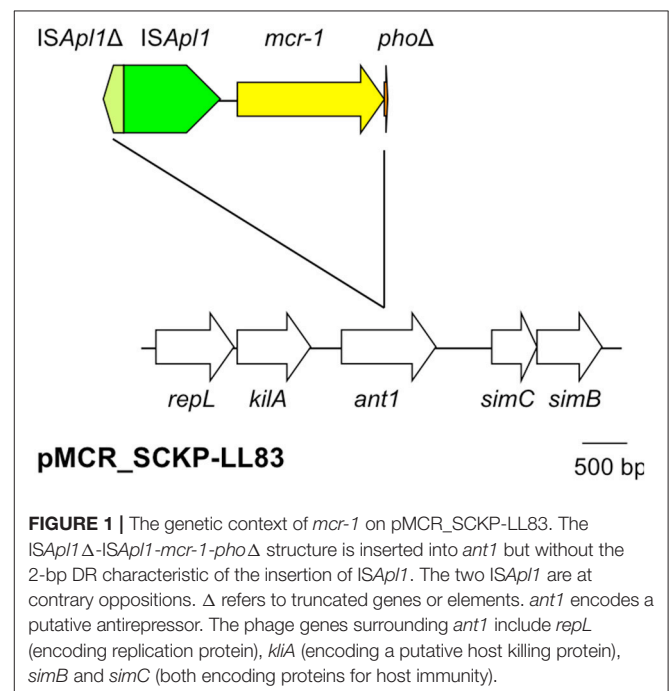 ISApl1Δ ISApl1 mcr-1 phoΔ
repL kilA ant1 simC simB
pMCR_SCKP-LL83
500 bp
FIGURE 1 | The genetic context of mcr-1 on pMCR_SCKP-LL83. The
ISApl1Δ-ISApl1-mcr-1-phoΔ structure is inserted into ant1 but without the
2-bp DR characteristic of the insertion of ISApl1. The two ISApl1 are at
contrary oppositions. Δ refers to truncated genes or elements. ant1 encodes a
putative antirepressor. The phage genes surrounding ant1 include repL
(encoding replication protein), kliA (encoding a putative host killing protein),
simB and simC (both encoding proteins for host immunity).